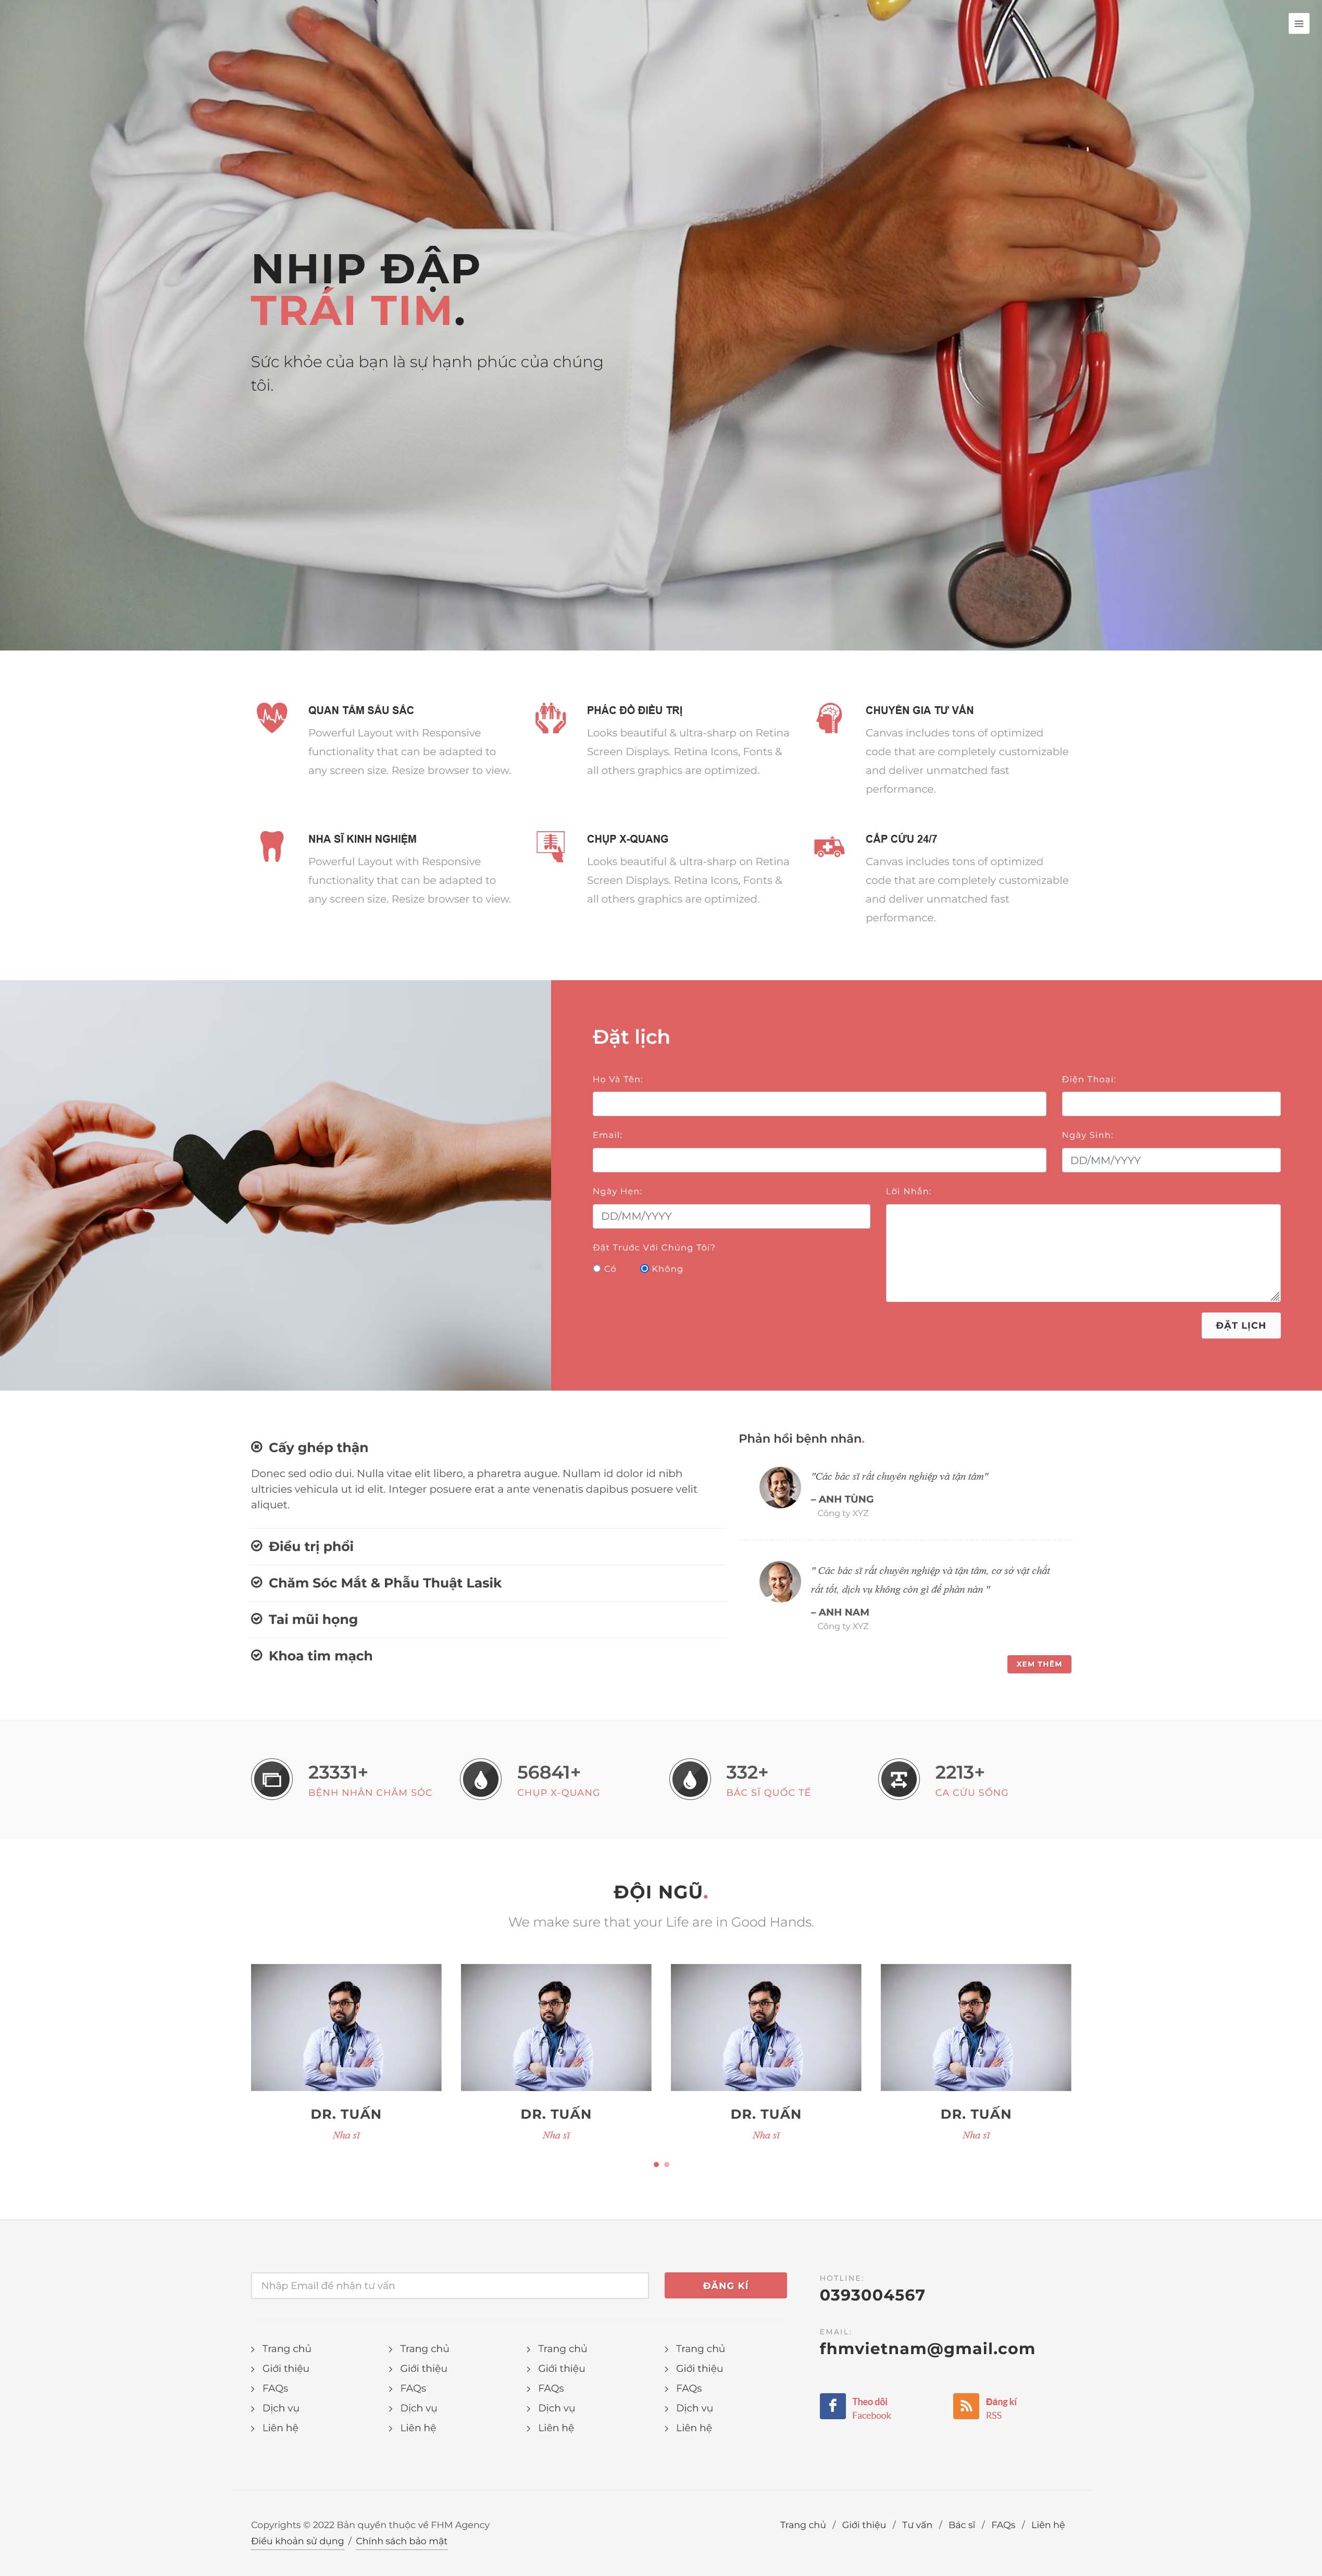 NHỊP ĐẬP
TRÁI TIM.
Sức khỏe của bạn là sự hạnh phúc của chúng
tôi.
QUAN TÂM SÂU SẮC
Powerful Layout with Responsive
functionality that can be adapted to
any screen size. Resize browser to view.
PHÁC ĐỒ ĐIỀU TRỊ
Looks beautiful & ultra-sharp on Retina
Screen Displays. Retina Icons, Fonts &
all others graphics are optimized.
CHUYÊN GIA TƯ VẤN
Canvas includes tons of optimized
code that are completely customizable
and deliver unmatched fast
performance.
NHA SĨ KINH NGHIỆM
Powerful Layout with Responsive
functionality that can be adapted to
any screen size. Resize browser to view.
CHỤP X-QUANG
Looks beautiful & ultra-sharp on Retina
Screen Displays. Retina Icons, Fonts &
all others graphics are optimized.
CẤP CỨU 24/7
Canvas includes tons of optimized
code that are completely customizable
and deliver unmatched fast
performance.
Đặt lịch
Họ Và Tên:
Điện Thoại:
Email:
Ngày Sinh:
DD/MM/YYYY
Ngày Hẹn:
Lời Nhắn:
DD/MM/YYYY
Đặt Trước Với Chúng Tôi?
Có
Không
ĐẶT LỊCH
Cấy ghép thận
Donec sed odio dui. Nulla vitae elit libero, a pharetra augue. Nullam id dolor id nibh
ultricies vehicula ut id elit. Integer posuere erat a ante venenatis dapibus posuere velit
aliquet.
Điều trị phổi
Chăm Sóc Mắt & Phẫu Thuật Lasik
Tai mũi họng
Khoa tim mạch
Phản hồi bệnh nhân.
"Các bác sĩ rất chuyên nghiệp và tận tâm"
– ANH TÙNG
Công ty XYZ
" Các bác sĩ rất chuyên nghiệp và tận tâm, cơ sở vật chất
rất tốt, dịch vụ không còn gì để phàn nàn "
– ANH NAM
Công ty XYZ
XEM THÊM
23331+
BỆNH NHÂN CHĂM SÓC
56841+
CHỤP X-QUANG
332+
BÁC SĨ QUỐC TẾ
2213+
CA CỨU SỐNG
ĐỘI NGŨ.
We make sure that your Life are in Good Hands.
DR. TUẤN
Nha sĩ
DR. TUẤN
Nha sĩ
DR. TUẤN
Nha sĩ
DR. TUẤN
Nha sĩ
Nhập Email để nhận tư vấn
ĐĂNG KÍ
HOTLINE:
0393004567
EMAIL:
fhmvietnam@gmail.com
Theo dõi
Facebook
Đăng kí
RSS
Trang chủ
Giới thiệu
FAQs
Dịch vụ
Liên hệ
Trang chủ
Giới thiệu
FAQs
Dịch vụ
Liên hệ
Trang chủ
Giới thiệu
FAQs
Dịch vụ
Liên hệ
Trang chủ
Giới thiệu
FAQs
Dịch vụ
Liên hệ
Copyrights © 2022 Bản quyền thuộc về FHM Agency
Điều khoản sử dụng / Chính sách bảo mật
Trang chủ / Giới thiệu / Tư vấn / Bác sĩ / FAQs / Liên hệ